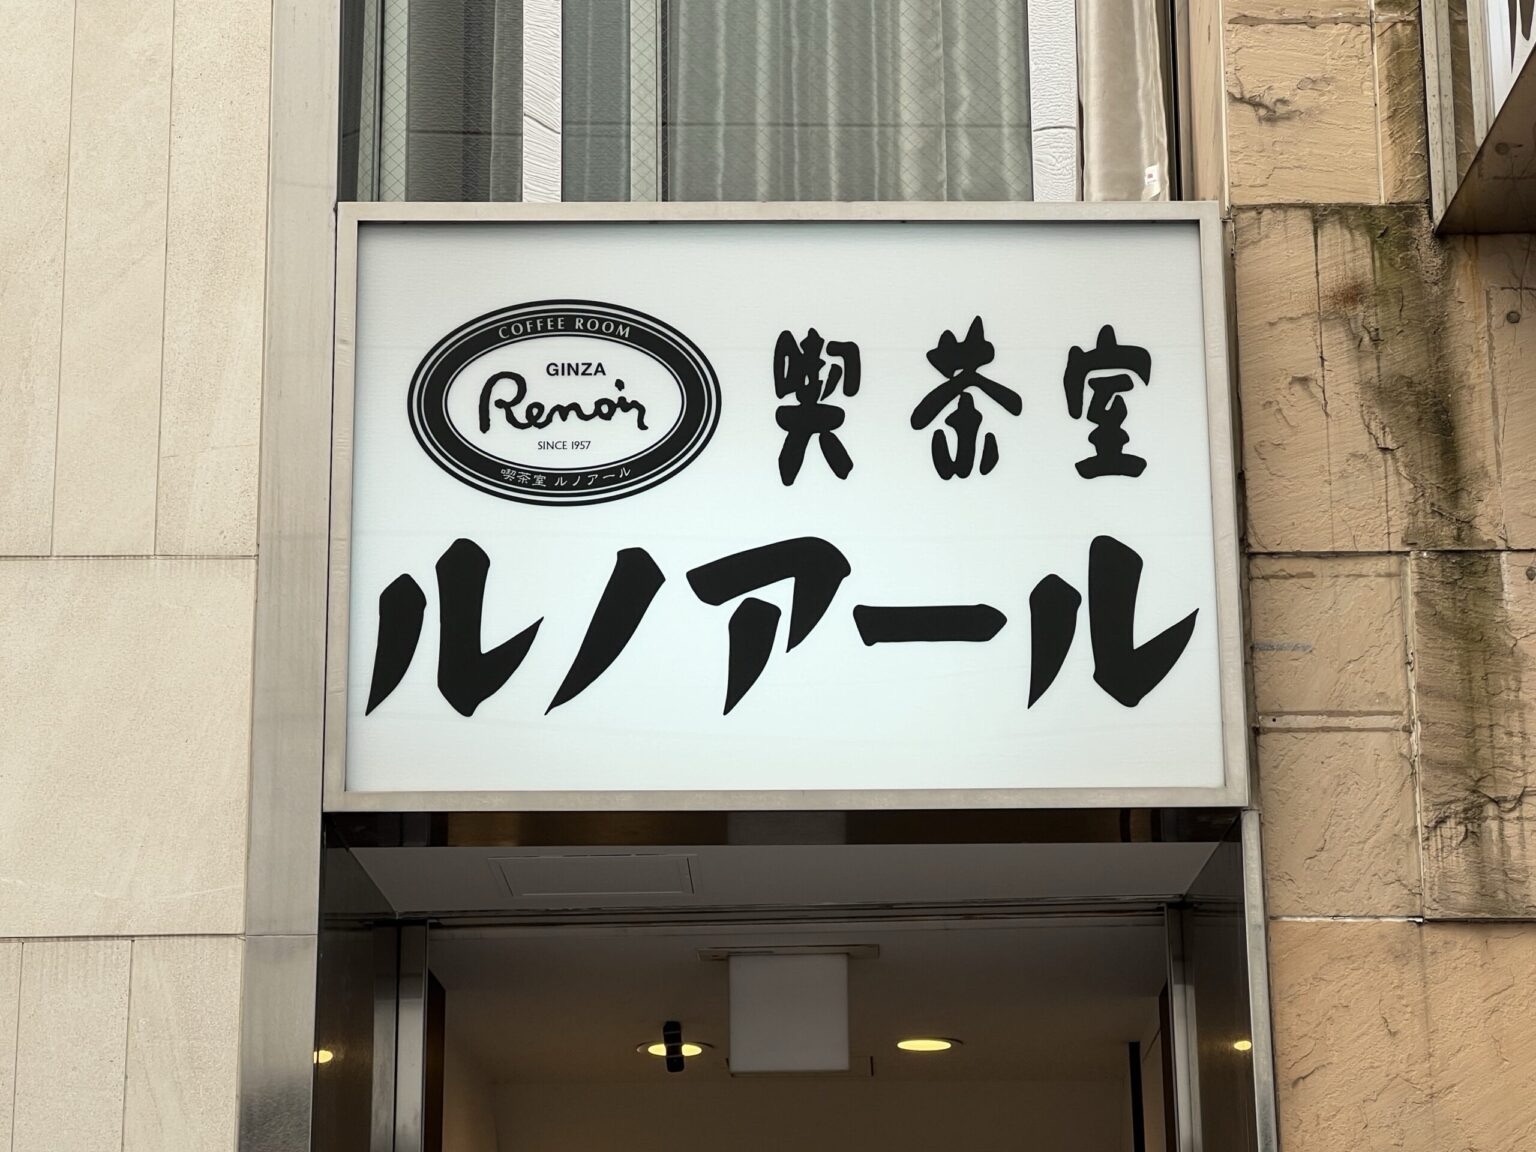 COFFEE ROOM
GINZA
Renoir
SINCE 1957
喫茶室 ルノアール
喫茶室
ルノアール